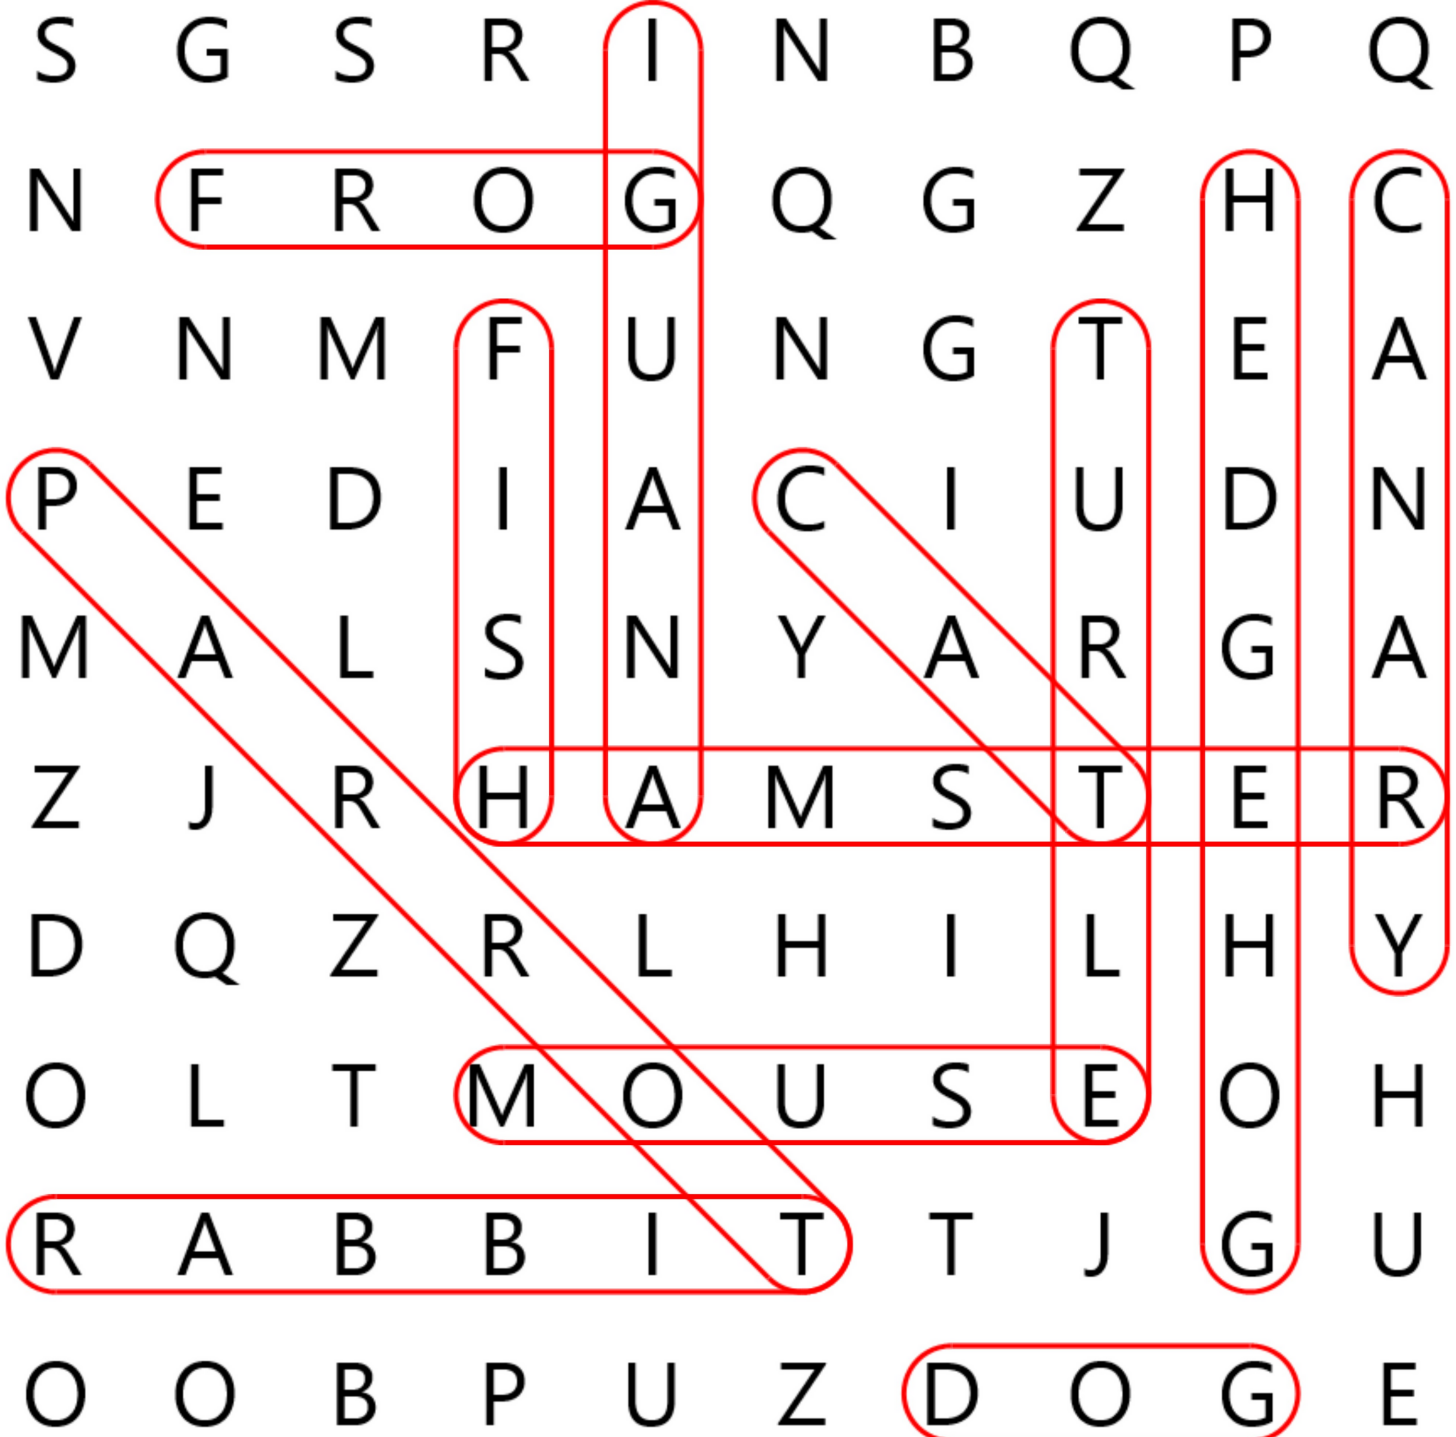 S G S R I N B Q P Q
N F R O G Q G Z H C
V N M F U N G T E A
P E D I A C I U D N
M A L S N Y A R G A
Z J R H A M S T E R
D Q Z R L H I L H Y
O L T M O U S E O H
R A B B I T T J G U
O O B P U Z D O G E